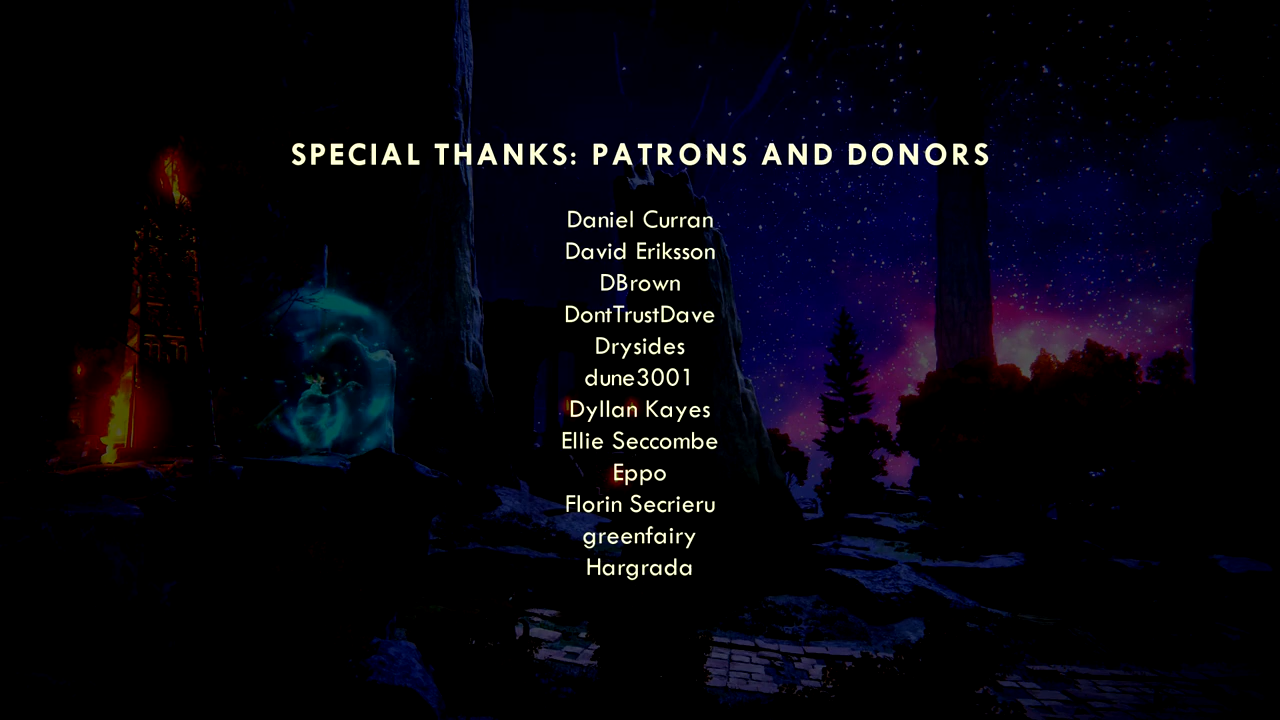 SPECIAL THANKS: PATRONS AND DONORS
Daniel Curran
David Eriksson
DBrown
DontTrustDave
Drysides
dune3001
Dyllan Kayes
Ellie Seccombe
Eppo
Florin Secrieru
greenfairy
Hargrada